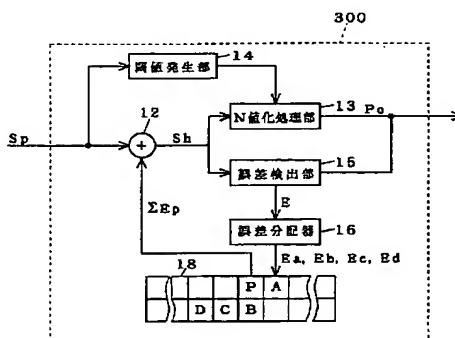 300
14
閾値発生部
12
N値化処理部
13
Po
Sp
+
Sh
15
誤差検出部
ΣEp
E
誤差分配器
16
18
Ea, Eb, Ec, Ed
P A
D C B